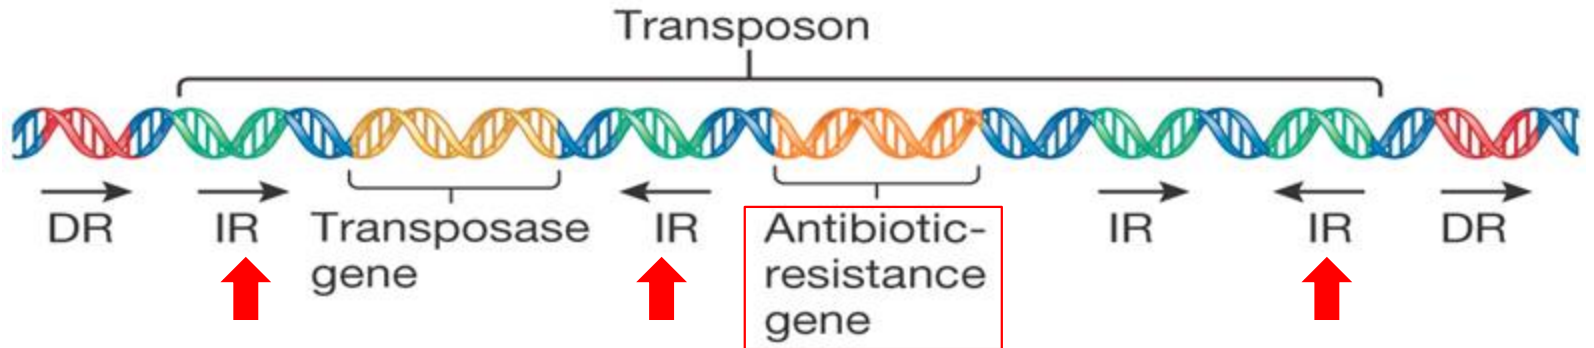 Transposon
DR
IR
Transposase
gene
IR
Antibiotic-
resistance
gene
IR
IR
DR